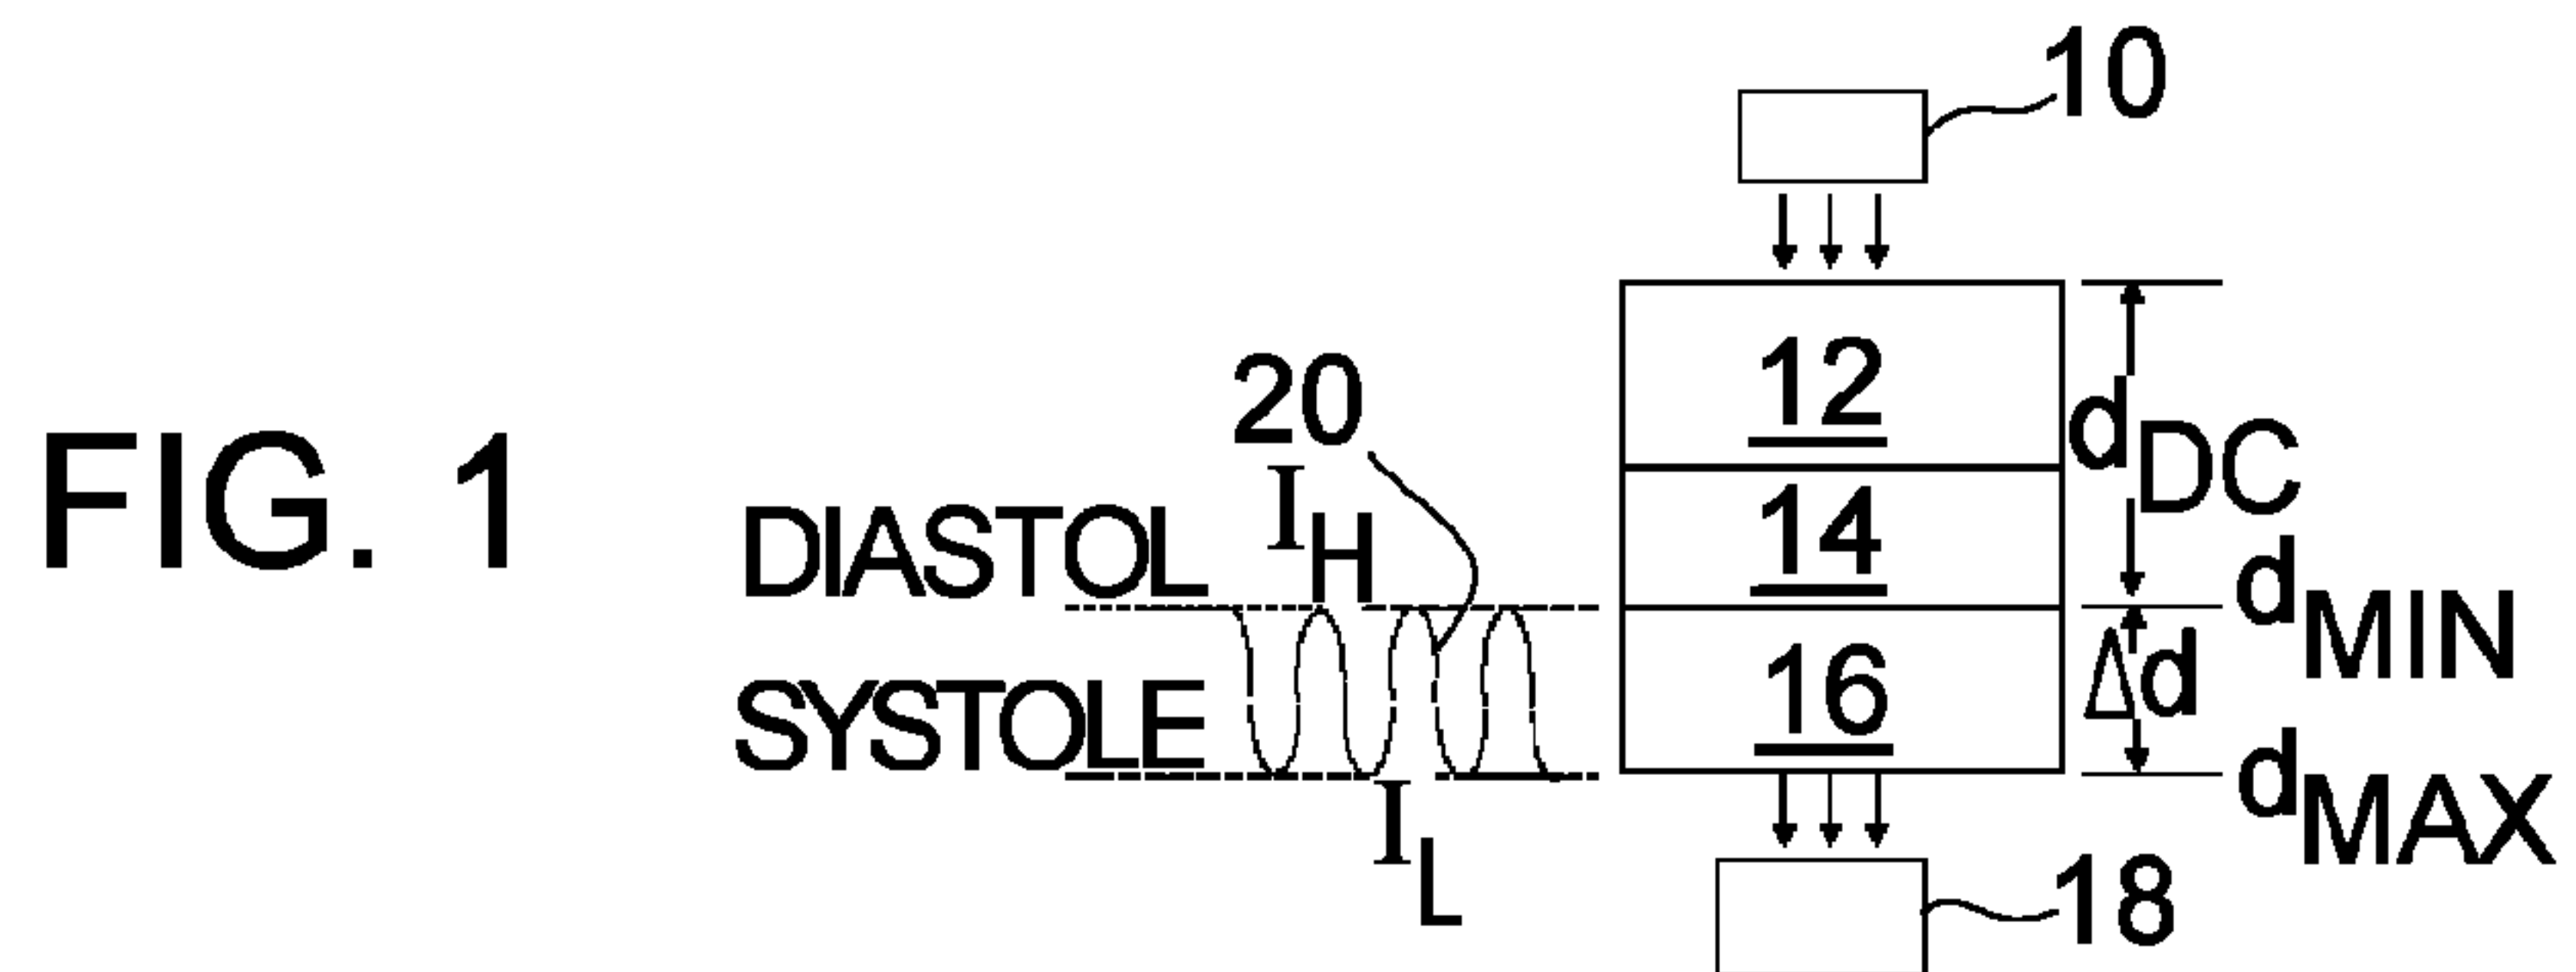 FIG. 1
10
12
14
16
18
20
I_H
DIASTOL
SYSTOLE
I_L
d_DC
d_MIN
Δd
d_MAX